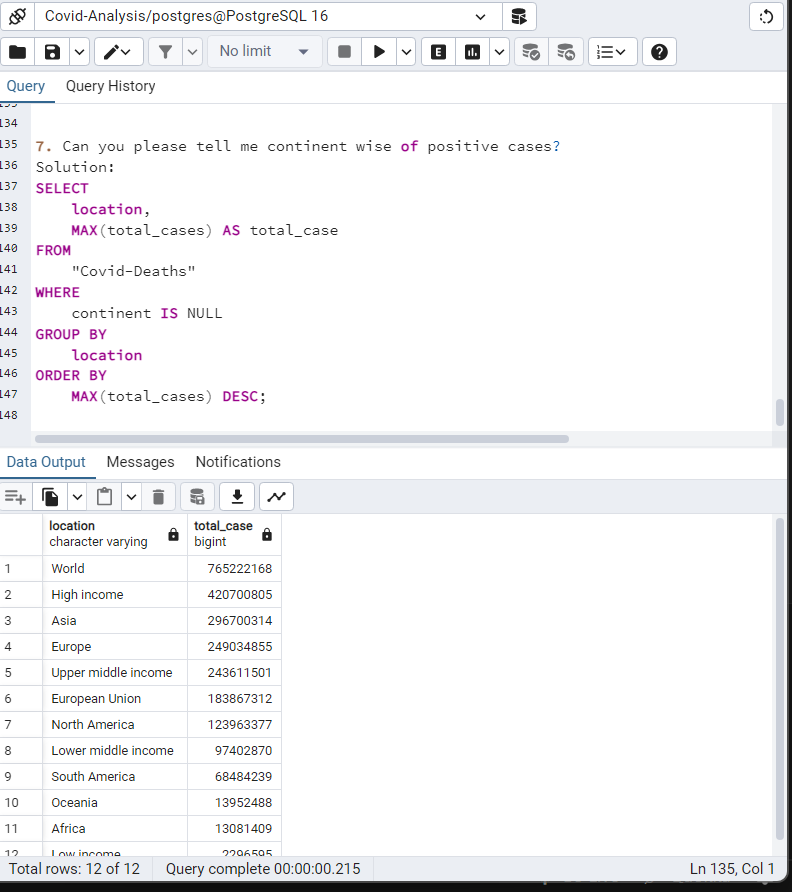 Covid-Analysis/postgres@PostgreSQL 16
No limit
E
Query Query History
134
135 7. Can you please tell me continent wise of positive cases?
136 Solution:
137 SELECT
138 location,
139 MAX(total_cases) AS total_case
140 FROM
141 "Covid-Deaths"
142 WHERE
143 continent IS NULL
144 GROUP BY
145 location
146 ORDER BY
147 MAX(total_cases) DESC;
148
Data Output Messages Notifications
location total_case
character varying bigint
1 World 765222168
2 High income 420700805
3 Asia 296700314
4 Europe 249034855
5 Upper middle income 243611501
6 European Union 183867312
7 North America 123963377
8 Lower middle income 97402870
9 South America 68484239
10 Oceania 13952488
11 Africa 13081409
12 Low income 2296595
Total rows: 12 of 12 Query complete 00:00:00.215 Ln 135, Col 1